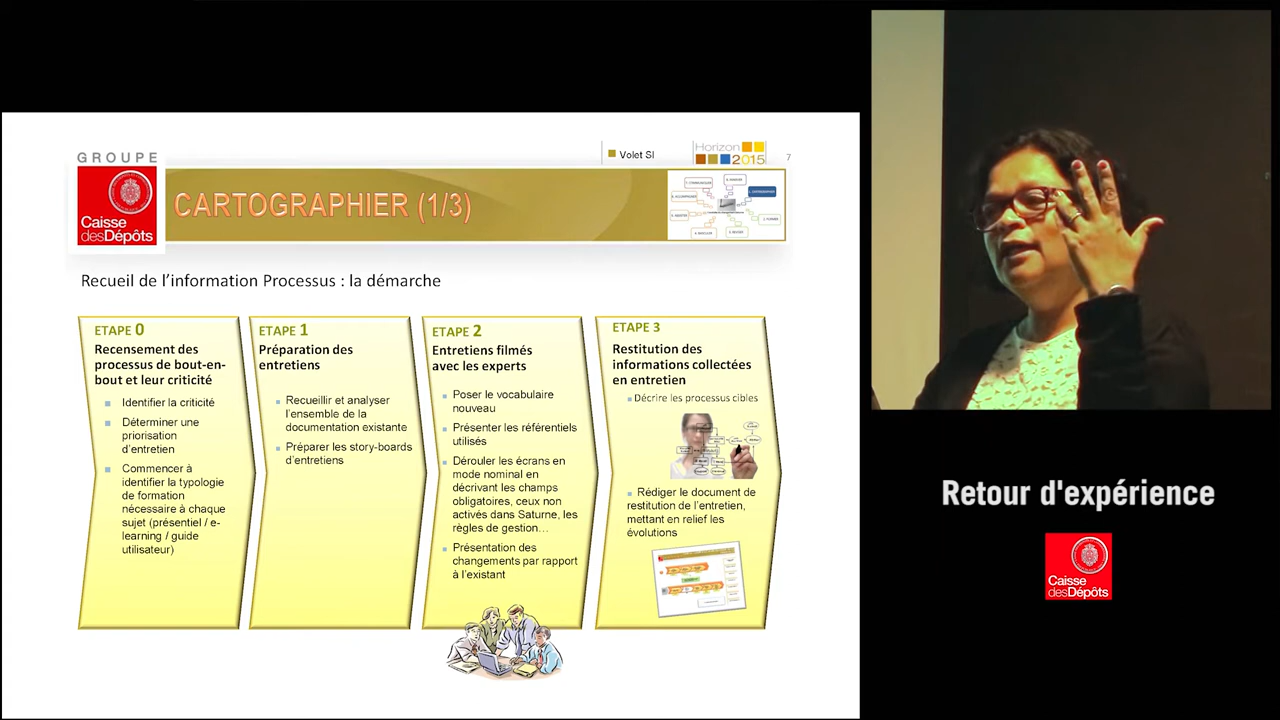 GROUPE
Caisse
desDépôts
Volet SI
Horizon
2015
7
CARTOGRAPHIER (1/3)
Recueil de l’information Processus : la démarche
ETAPE 0
Recensement des
processus de bout-en-
bout et leur criticité
Identifier la criticité
Déterminer une
priorisation
d’entretien
Commencer à
identifier la typologie
de formation
nécessaire à chaque
sujet (présentiel / e-
learning / guide
utilisateur)
ETAPE 1
Préparation des
entretiens
Recueillir et analyser
l’ensemble de la
documentation existante
Préparer les story-boards
d’entretiens
ETAPE 2
Entretiens filmés
avec les experts
Poser le vocabulaire
nouveau
Présenter les référentiels
utilisés
Dérouler les écrans en
mode nominal en
décrivant les champs
obligatoires, ceux non
activés dans Saturne, les
règles de gestion…
Présentation des
changements par rapport
à l’existant
ETAPE 3
Restitution des
informations collectées
en entretien
Décrire les processus cibles
Rédiger le document de
restitution de l’entretien,
mettant en relief les
évolutions
Retour d'expérience
Caisse
desDépôts